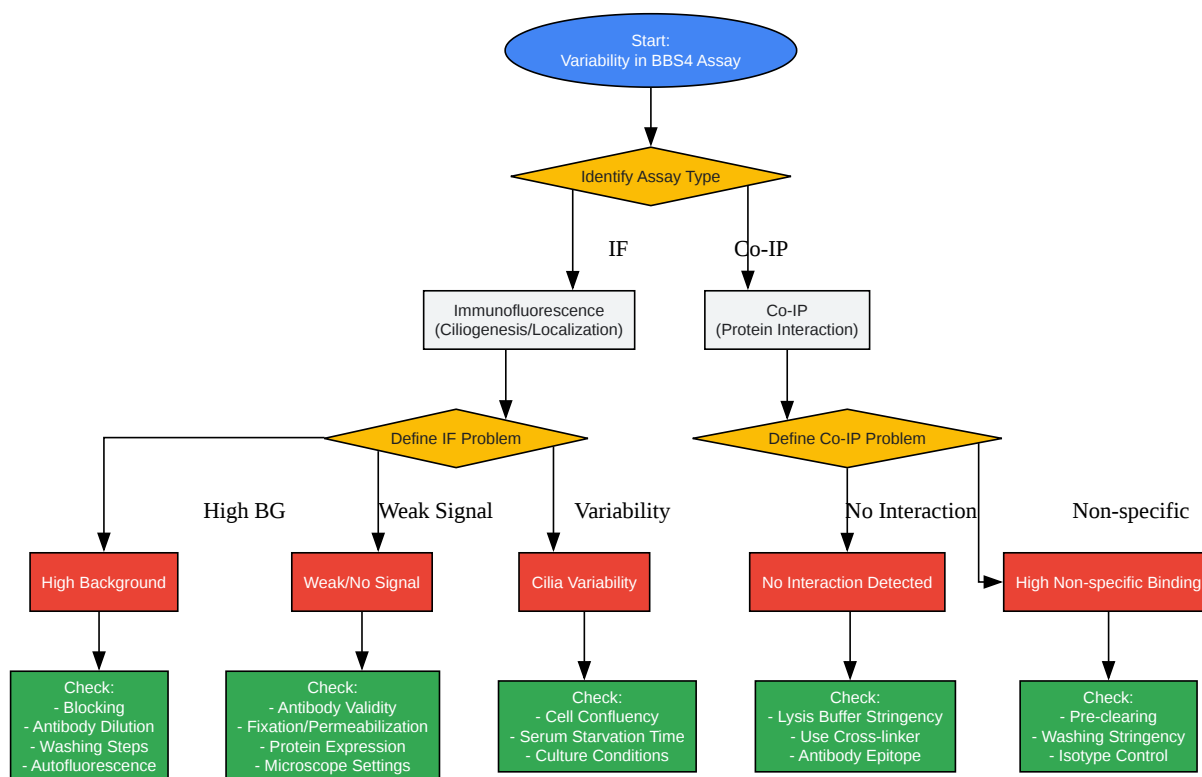 Start:
Variability in BBS4 Assay
Identify Assay Type
IF
Co-IP
Immunofluorescence
(Ciliogenesis/Localization)
Co-IP
(Protein Interaction)
Define IF Problem
Define Co-IP Problem
High BG
Weak Signal
Variability
No Interaction
Non-specific
High Background
Weak/No Signal
Cilia Variability
No Interaction Detected
High Non-specific Binding
Check:
- Blocking
- Antibody Dilution
- Washing Steps
- Autofluorescence
Check:
- Antibody Validity
- Fixation/Permeabilization
- Protein Expression
- Microscope Settings
Check:
- Cell Confluency
- Serum Starvation Time
- Culture Conditions
Check:
- Lysis Buffer Stringency
- Use Cross-linker
- Antibody Epitope
Check:
- Pre-clearing
- Washing Stringency
- Isotype Control